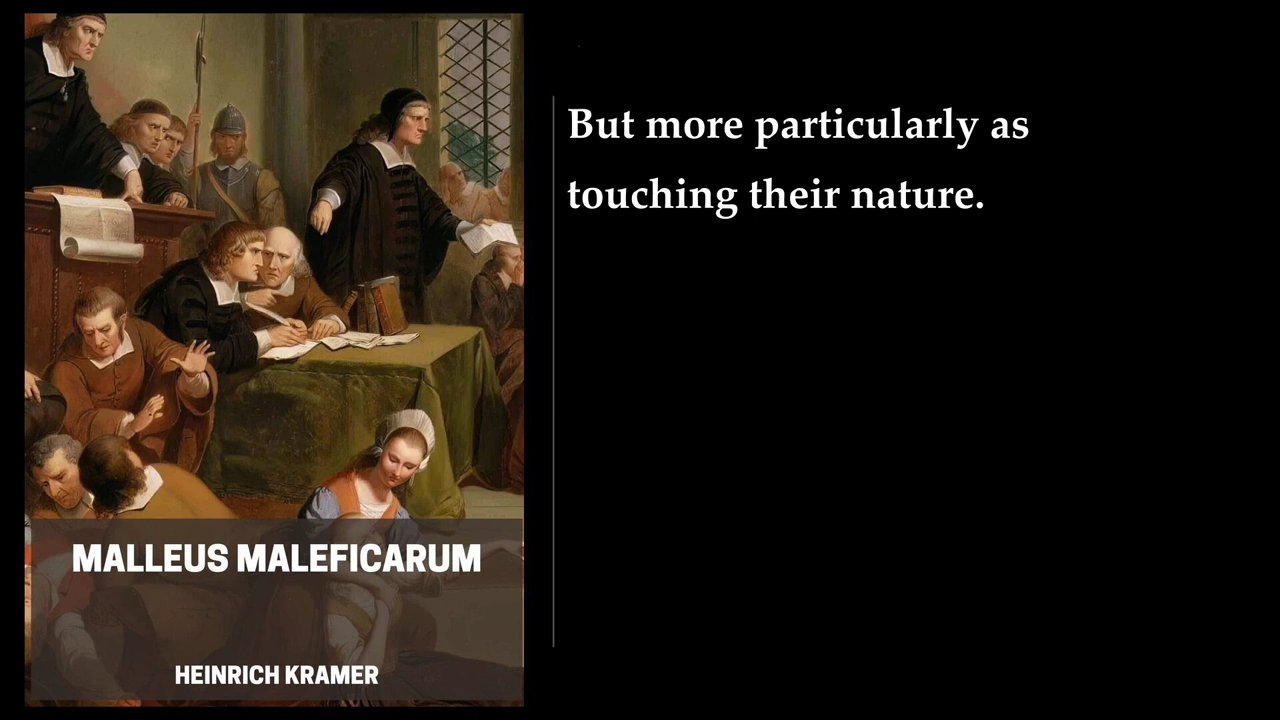 MALLEUS MALEFICARUM
HEINRICH KRAMER
But more particularly as
touching their nature.